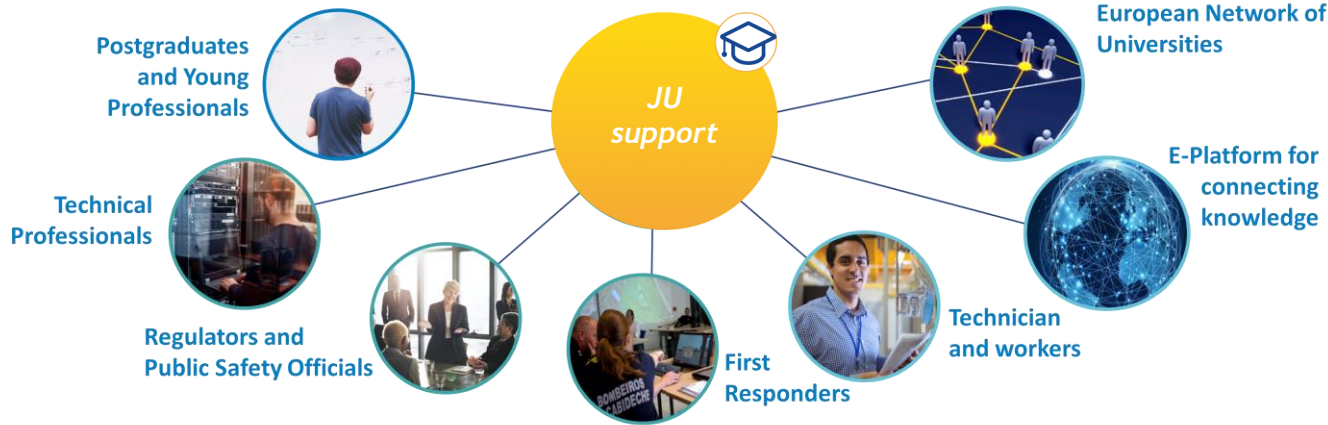 Postgraduates
and Young
Professionals
JU
support
European Network of
Universities
E-Platform for
connecting
knowledge
Technical
Professionals
Regulators and
Public Safety Officials
First
Responders
Technician
and workers
BOMBEIROS